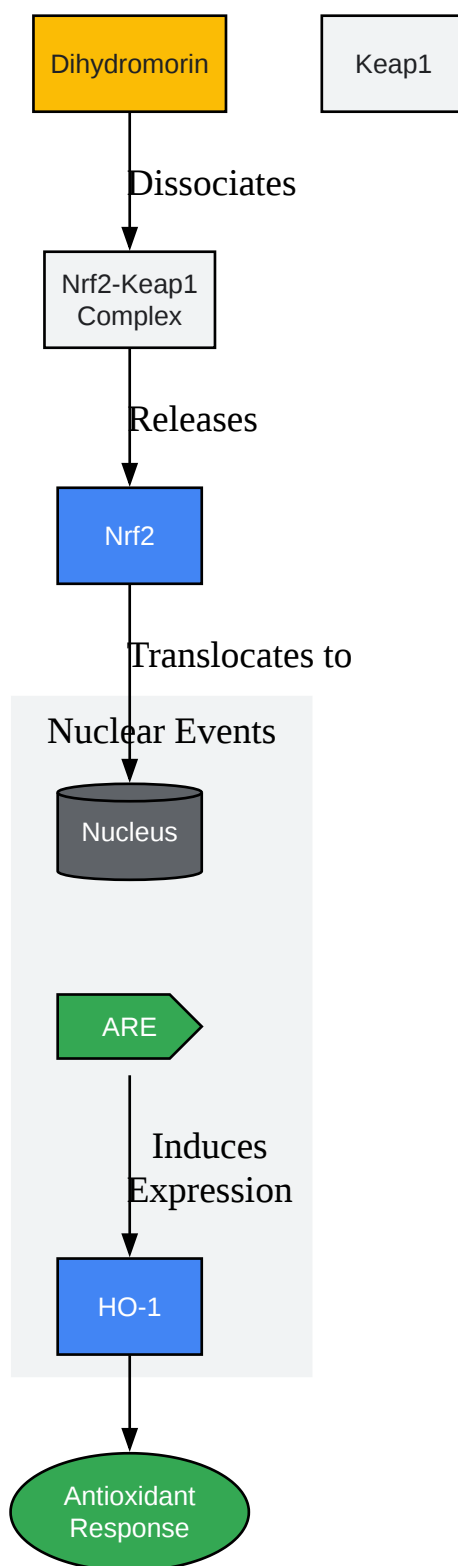 Dihydromorin
Keap1
Dissociates
Nrf2-Keap1
Complex
Releases
Nrf2
Translocates to
Nuclear Events
Nucleus
ARE
Induces
Expression
HO-1
Antioxidant
Response